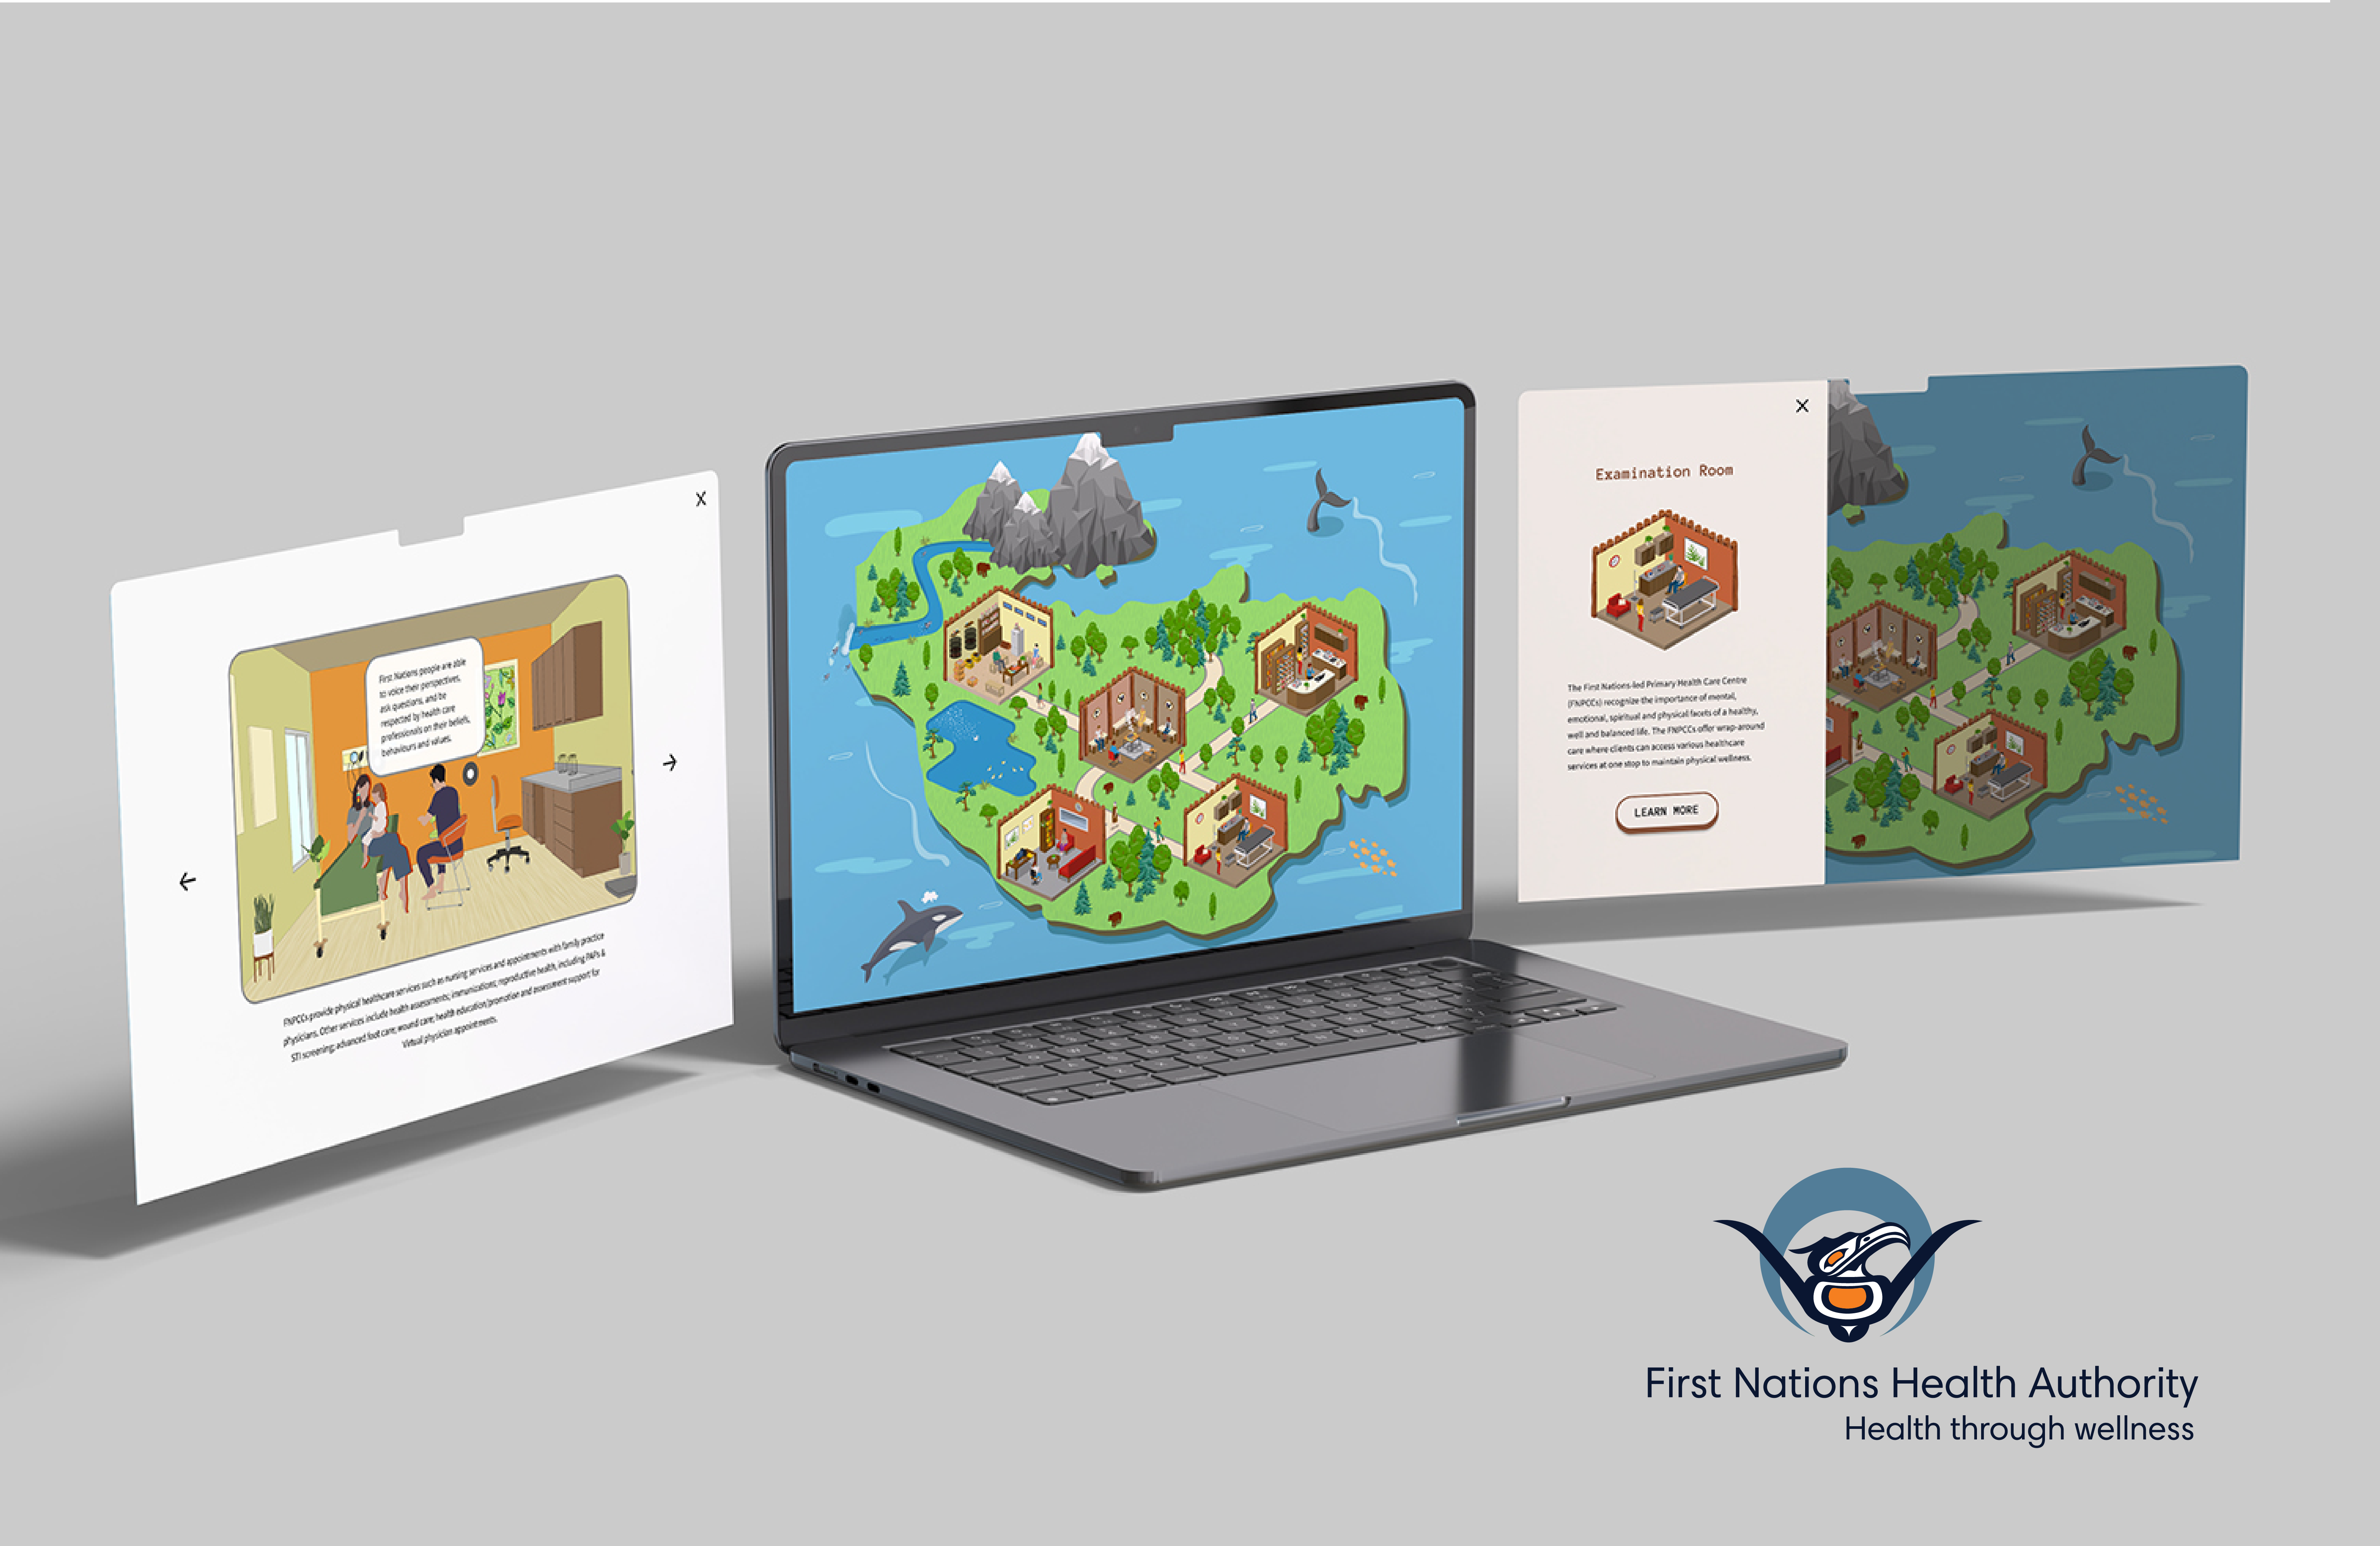 First Nations people are able
to voice their perspectives,
ask questions, and be
respected by health care
professionals on their beliefs,
behaviours and values.
FNPCCs provide physical healthcare services such as nursing services and appointments with family practice
physicians. Other services include health assessments; immunizations; reproductive health, including PAPs &
STI screening; advanced foot care; wound care; health education/promotion and assessment support for
Virtual physician appointments.
Examination Room
The First Nations-led Primary Health Care Centre
(FNPCCs) recognize the importance of mental,
emotional, spiritual and physical facets of a healthy,
well and balanced life. The FNPCCs offer wrap-around
care where clients can access various healthcare
services at one stop to maintain physical wellness.
LEARN MORE
First Nations Health Authority
Health through wellness